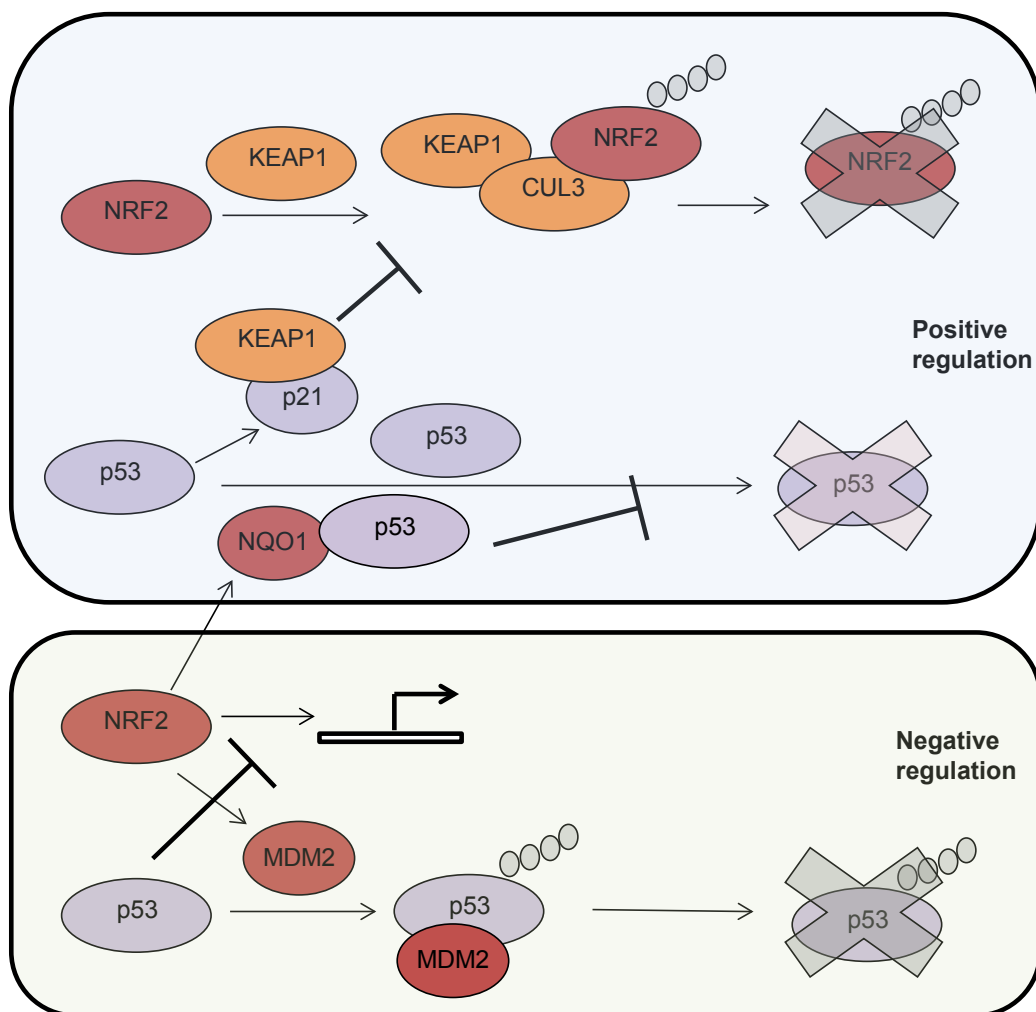 NRF2
KEAP1
KEAP1
CUL3
NRF2
NRF2
KEAP1
p21
Positive
regulation
p53
p53
p53
NQO1
p53
NRF2
Negative
regulation
MDM2
p53
p53
MDM2
p53